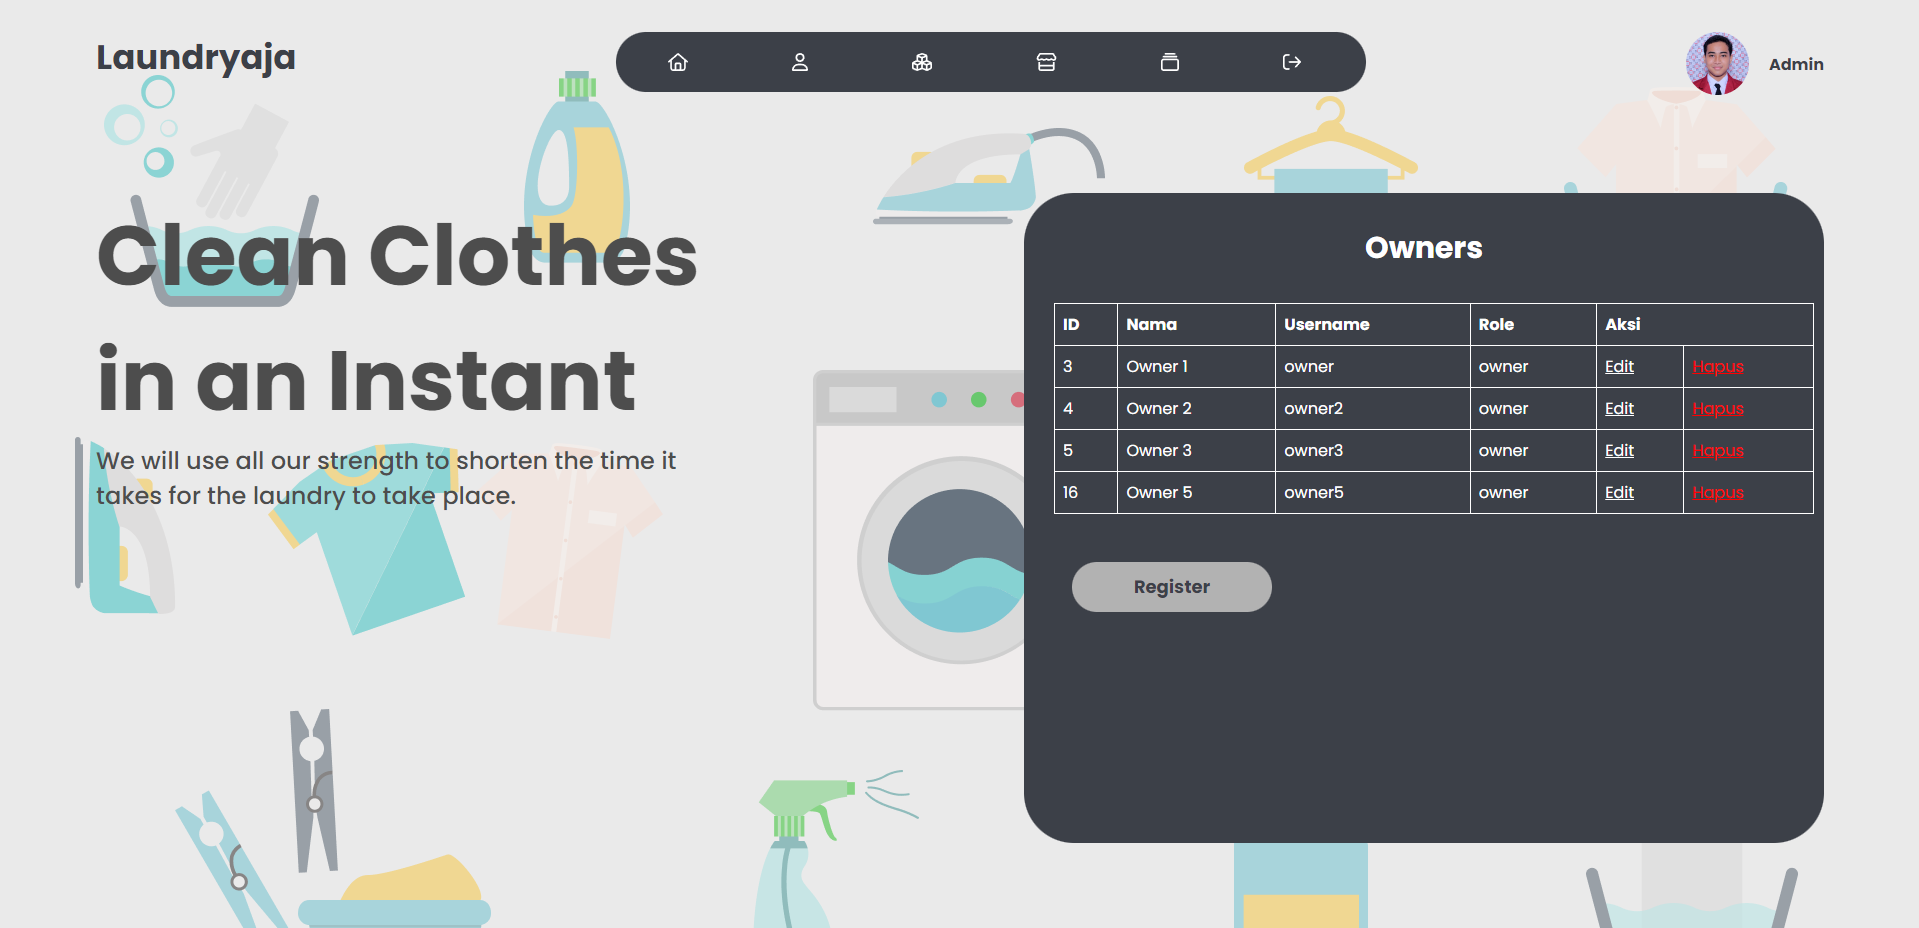 Laundryaja
Admin
Clean Clothes
in an Instant
We will use all our strength to shorten the time it
takes for the laundry to take place.
Owners
ID Nama Username Role Aksi
3 Owner 1 owner owner Edit Hapus
4 Owner 2 owner2 owner Edit Hapus
5 Owner 3 owner3 owner Edit Hapus
16 Owner 5 owner5 owner Edit Hapus
Register